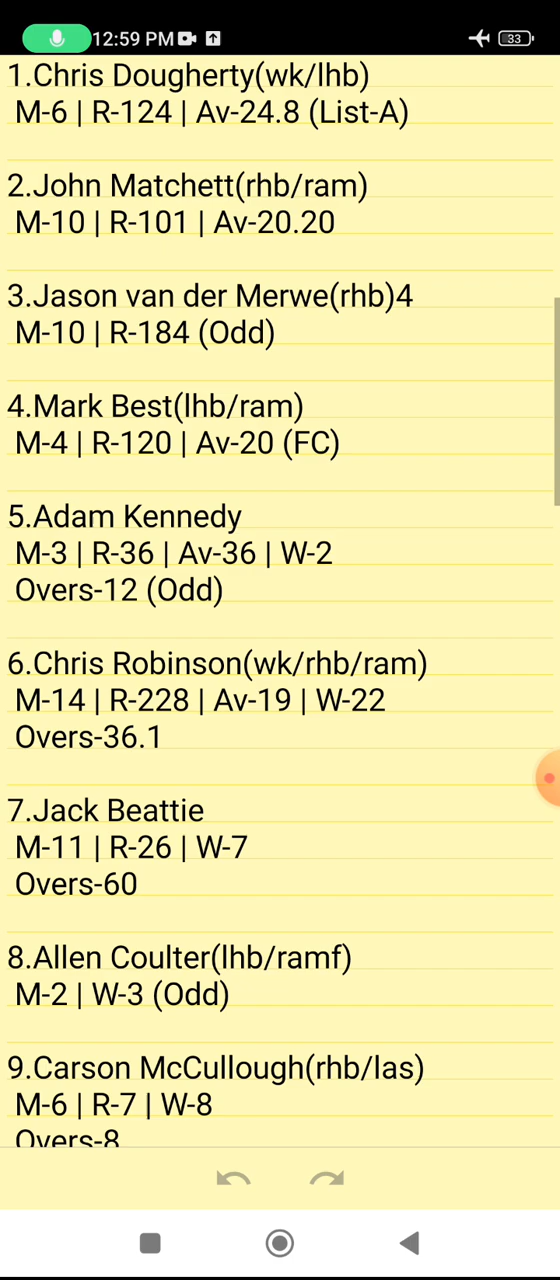 12:59 PM
33
1.Chris Dougherty(wk/lhb)
M-6 | R-124 | Av-24.8 (List-A)
2.John Matchett(rhb/ram)
M-10 | R-101 | Av-20.20
3.Jason van der Merwe(rhb)4
M-10 | R-184 (Odd)
4.Mark Best(lhb/ram)
M-4 | R-120 | Av-20 (FC)
5.Adam Kennedy
M-3 | R-36 | Av-36 | W-2
Overs-12 (Odd)
6.Chris Robinson(wk/rhb/ram)
M-14 | R-228 | Av-19 | W-22
Overs-36.1
7.Jack Beattie
M-11 | R-26 | W-7
Overs-60
8.Allen Coulter(lhb/ramf)
M-2 | W-3 (Odd)
9.Carson McCullough(rhb/las)
M-6 | R-7 | W-8
Overs-8